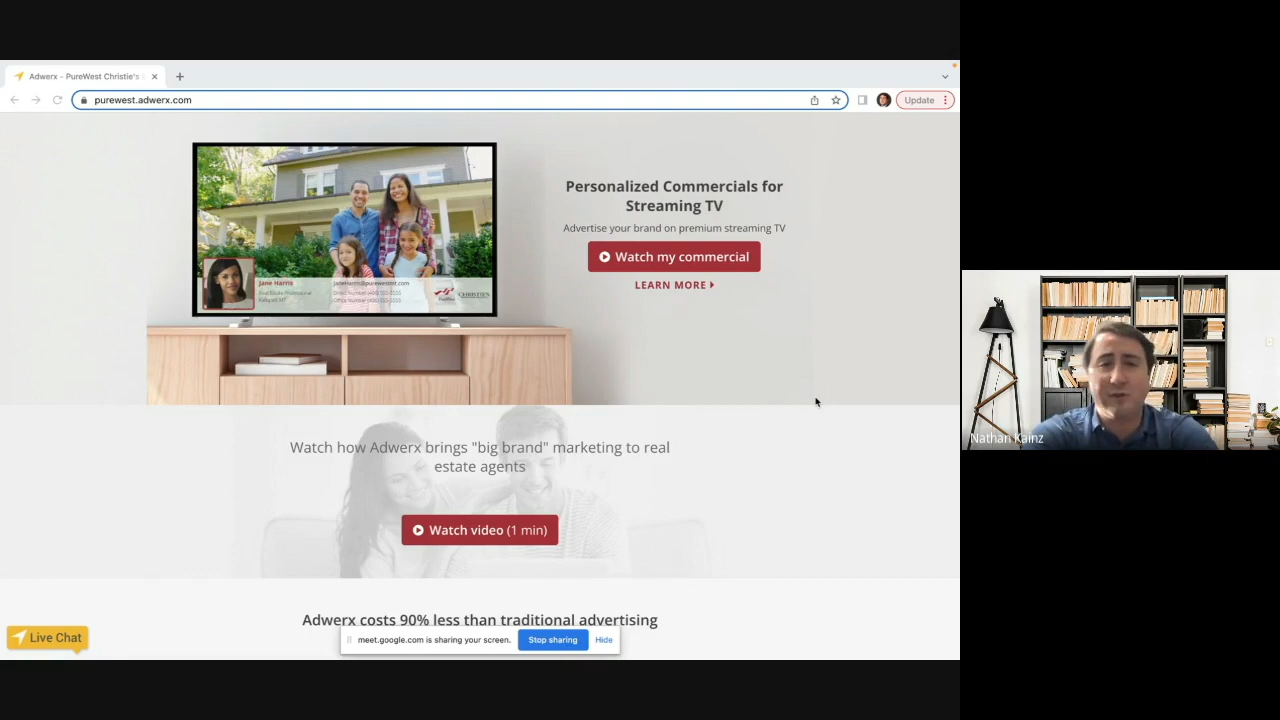 Adwerx - PureWest Christie's
purewest.adwerx.com
Update
Personalized Commercials for
Streaming TV
Advertise your brand on premium streaming TV
Watch my commercial
LEARN MORE
Jane Harris
CHRISTIE'S
Watch how Adwerx brings "big brand" marketing to real
estate agents
Watch video (1 min)
Adwerx costs 90% less than traditional advertising
Live Chat
meet.google.com is sharing your screen.
Stop sharing
Hide
Nathan Kainz